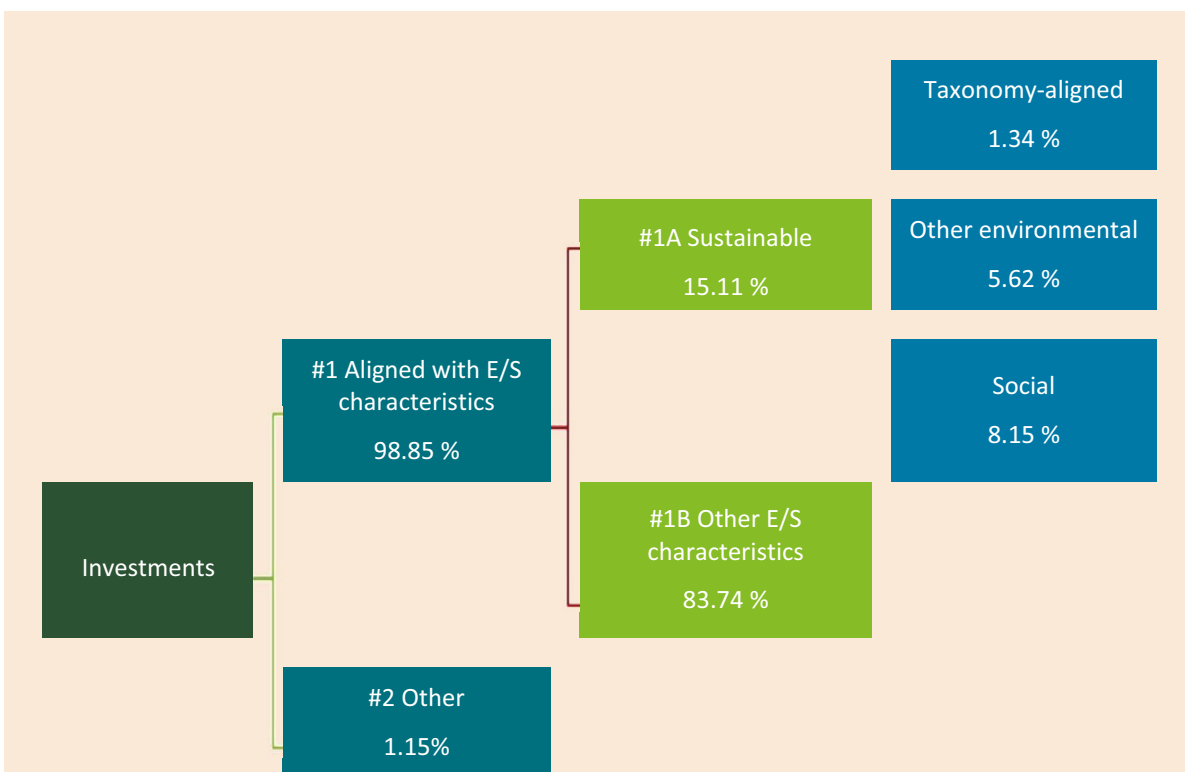 Taxonomy-aligned
1.34 %
#1A Sustainable
15.11 %
Other environmental
5.62 %
#1 Aligned with E/S
characteristics
98.85 %
Social
8.15 %
Investments
#1B Other E/S
characteristics
83.74 %
#2 Other
1.15%